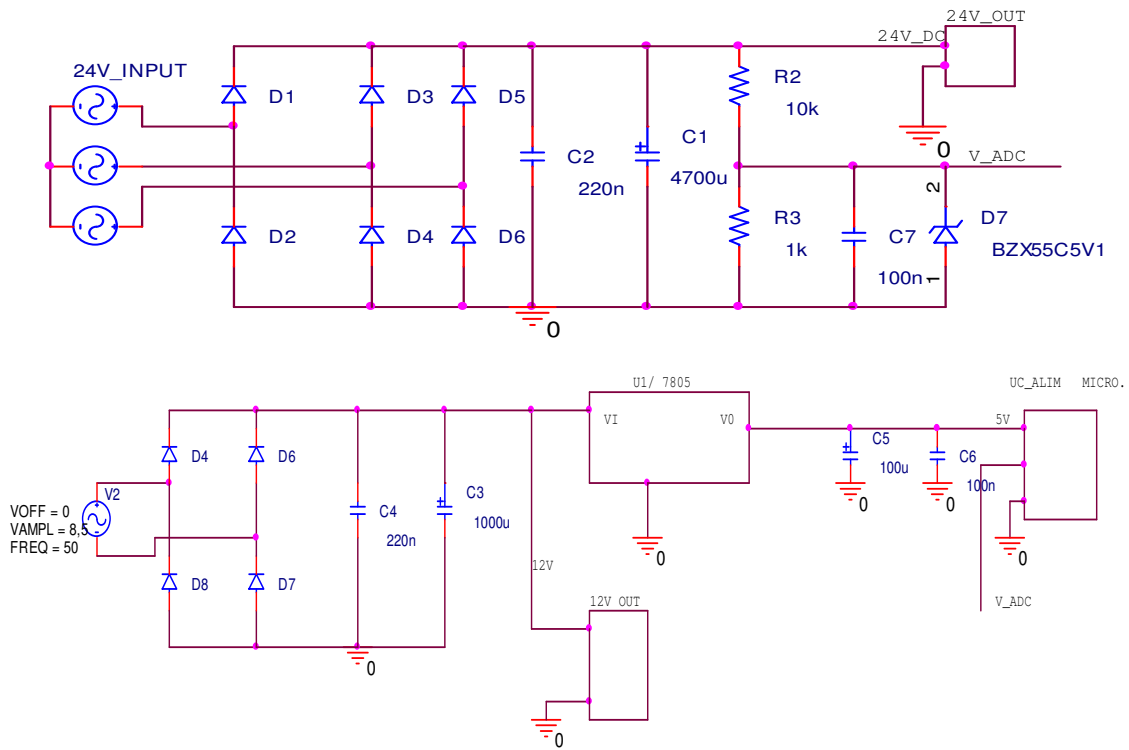 24V_OUT
24V_DC
24V_INPUT
D1
D3
D5
R2
10k
C2
220n
C1
4700u
0
V_ADC
2
D2
D4
D6
R3
1k
C7
100n
D7
BZX55C5V1
1
0
U1/ 7805
UC_ALIM MICRO.
VI
VO
5V
D4
D6
C5
100u
C6
100n
V2
VOFF = 0
VAMPL = 8,5
FREQ = 50
C4
220n
C3
1000u
0
0
0
0
D8
D7
12V
12V OUT
V_ADC
0
0